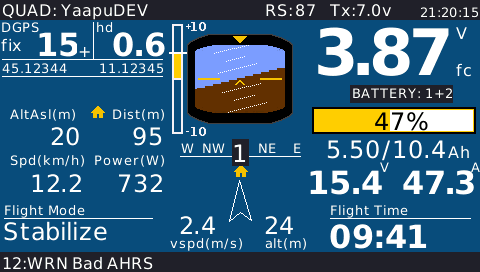 QUAD: YaapuDEV RS:87 Tx:7.0v 21:20:15
DGPS fix 15+ hd 0.6
45.12344 11.12345
+10
-10
3.87 V fc
BATTERY: 1+2
47%
5.50/10.4Ah
15.4V 47.3A
AltAsl(m) Dist(m)
20 95
Spd(km/h) Power(W)
12.2 732
W NW 1 NE E
Flight Mode
Stabilize
2.4 24
vspd(m/s) alt(m)
Flight Time
09:41
12:WRN Bad AHRS